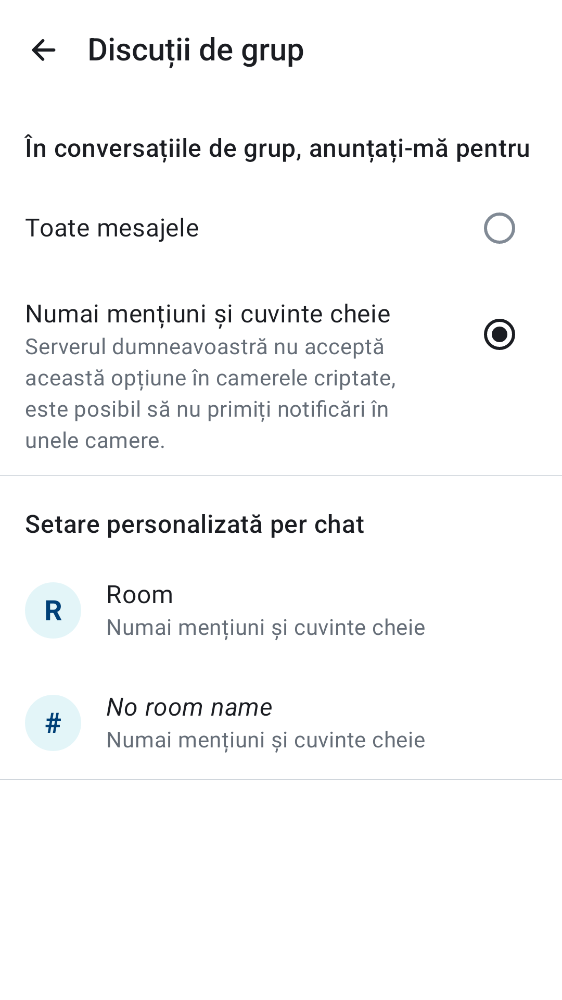 Discuții de grup
În conversațiile de grup, anunțați-mă pentru
Toate mesajele
Numai mențiuni și cuvinte cheie
Serverul dumneavoastră nu acceptă
această opțiune în camerele criptate,
este posibil să nu primiți notificări în
unele camere.
Setare personalizată per chat
R
Room
Numai mențiuni și cuvinte cheie
#
No room name
Numai mențiuni și cuvinte cheie